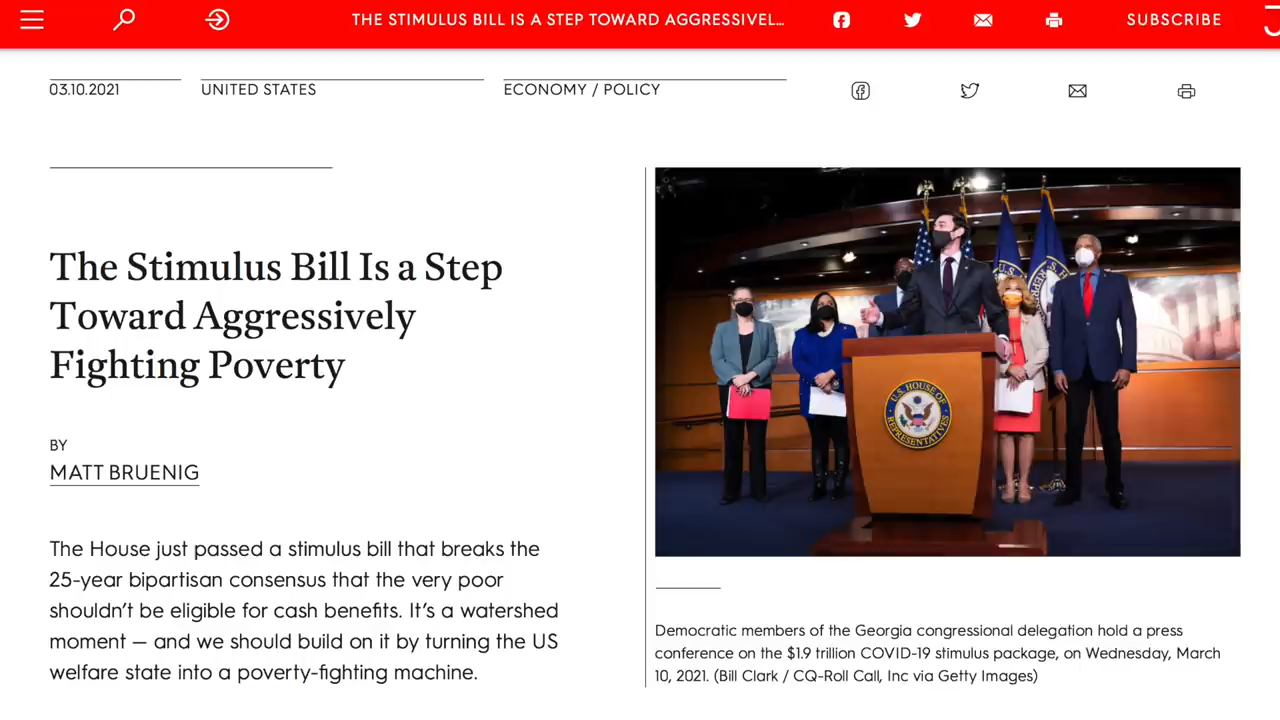 THE STIMULUS BILL IS A STEP TOWARD AGGRESSIVEL...
SUBSCRIBE
03.10.2021
UNITED STATES
ECONOMY / POLICY
The Stimulus Bill Is a Step
Toward Aggressively
Fighting Poverty
BY
MATT BRUENIG
The House just passed a stimulus bill that breaks the
25-year bipartisan consensus that the very poor
shouldn't be eligible for cash benefits. It's a watershed
moment — and we should build on it by turning the US
welfare state into a poverty-fighting machine.
U.S. HOUSE OF
REPRESENTATIVES
Democratic members of the Georgia congressional delegation hold a press
conference on the $1.9 trillion COVID-19 stimulus package, on Wednesday, March
10, 2021. (Bill Clark / CQ-Roll Call, Inc via Getty Images)